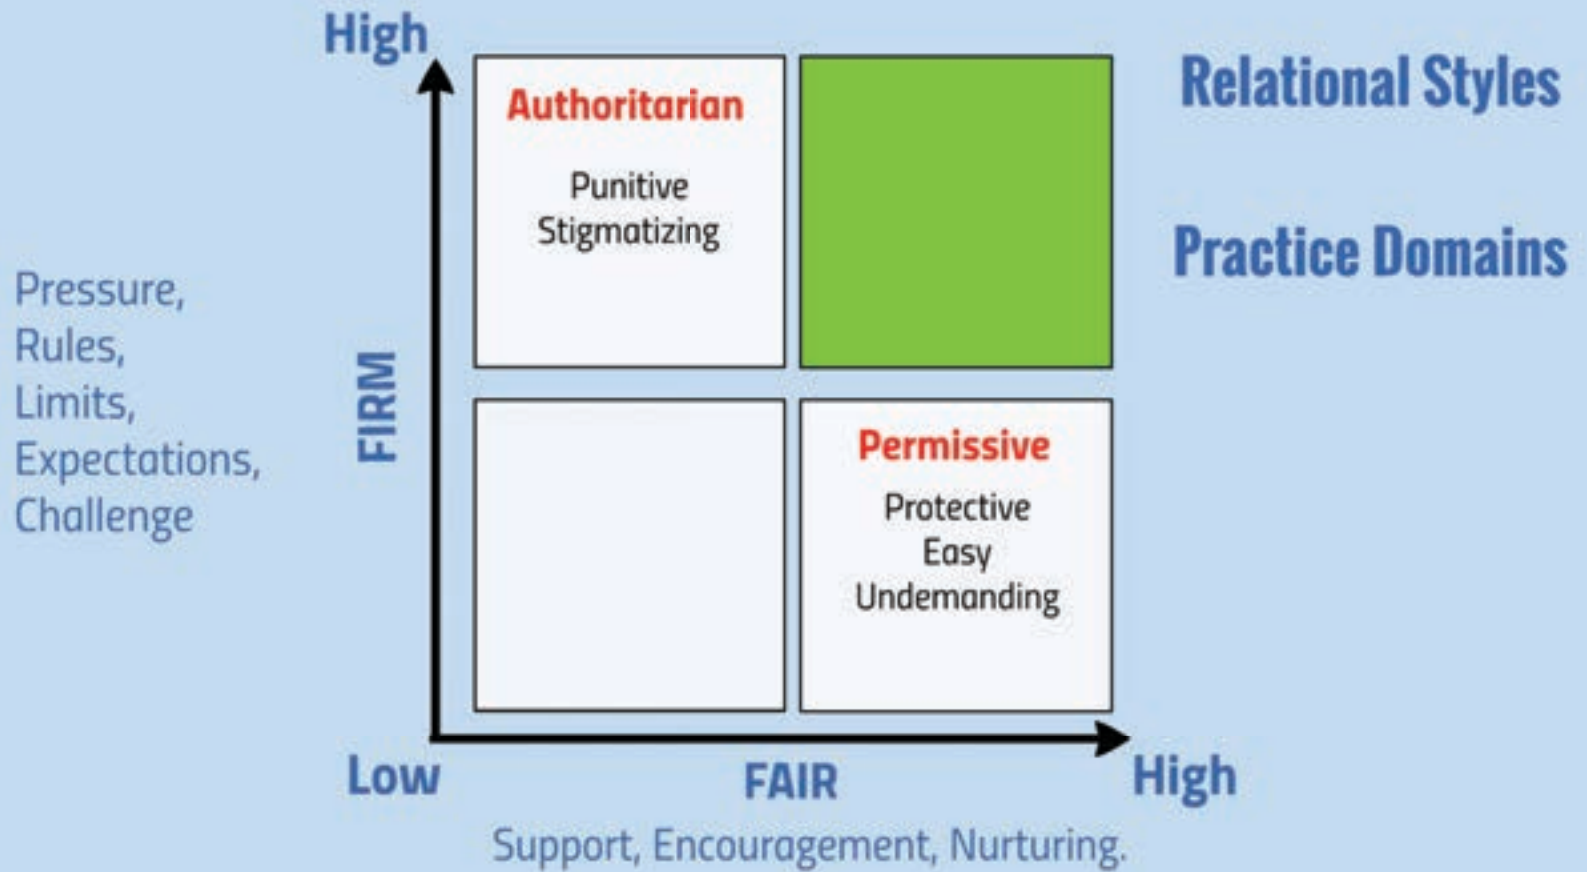 High
Relational Styles
Authoritarian
Punitive
Stigmatizing
Practice Domains
Pressure,
Rules,
Limits,
Expectations,
Challenge
FIRM
Permissive
Protective
Easy
Undemanding
Low
FAIR
High
Support, Encouragement, Nurturing.